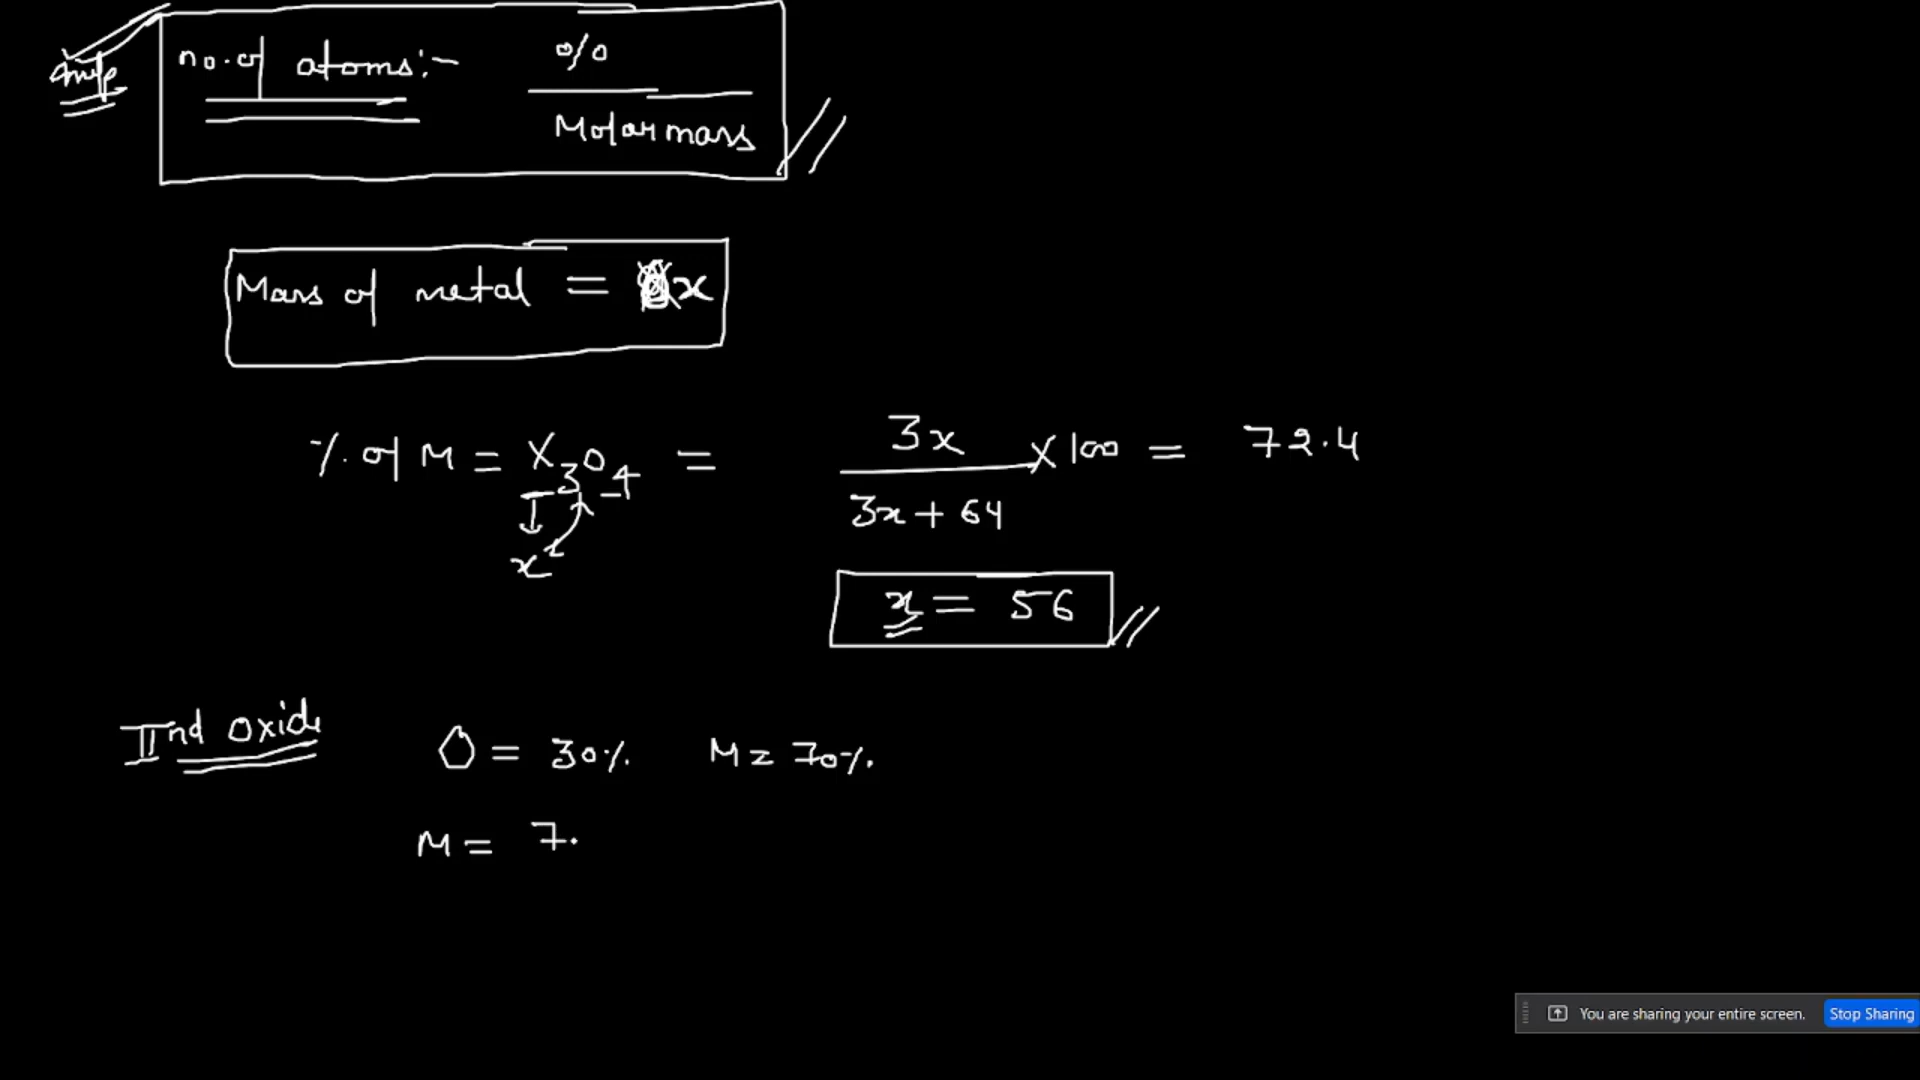 Imp
no. of atoms:- %
Molar mass
Mass of metal = x
% of M = X3O4 = 3x / 3x + 64 × 100 = 72.4
x
x = 56
IInd oxide O = 30% M = 70%.
M = 7.
You are sharing your entire screen. Stop Sharing